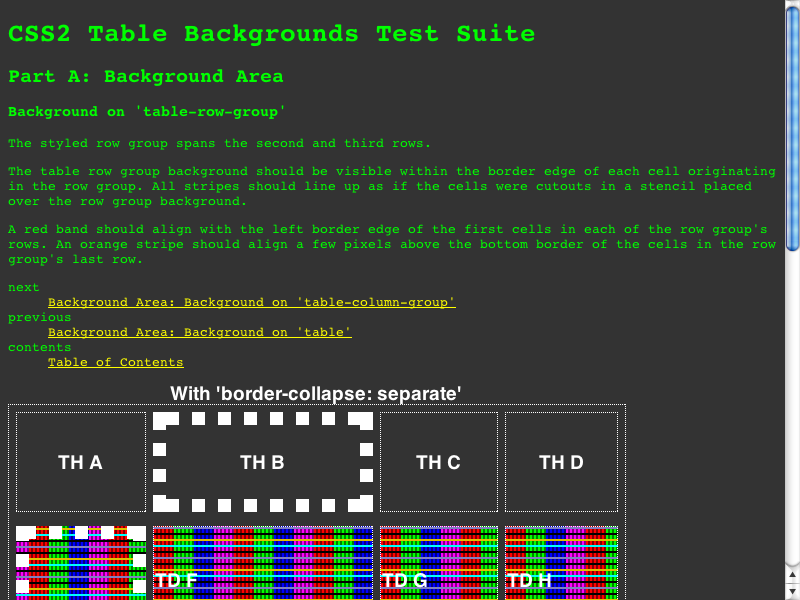 CSS2 Table Backgrounds Test Suite
Part A: Background Area
Background on 'table-row-group'
The styled row group spans the second and third rows.
The table row group background should be visible within the border edge of each cell originating
in the row group. All stripes should line up as if the cells were cutouts in a stencil placed
over the row group background.
A red band should align with the left border edge of the first cells in each of the row group's
rows. An orange stripe should align a few pixels above the bottom border of the cells in the row
group's last row.
next
Background Area: Background on 'table-column-group'
previous
Background Area: Background on 'table'
contents
Table of Contents
With 'border-collapse: separate'
TH A TH B TH C TH D
TD F TD G TD H